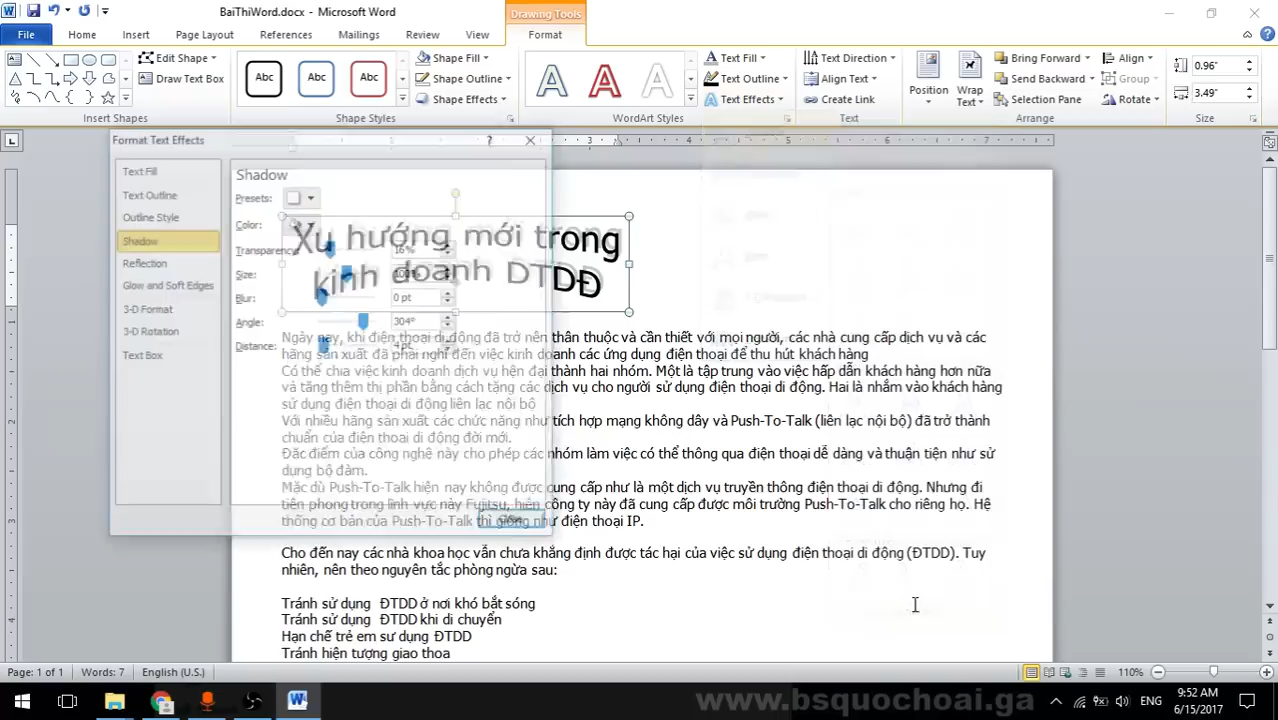 BaiThiWord.docx - Microsoft Word
Drawing Tools
File Home Insert Page Layout References Mailings Review View Format
Edit Shape
Draw Text Box
Insert Shapes
Abc Abc Abc
Shape Fill
Shape Outline
Shape Effects
Shape Styles
A A A
WordArt Styles
Text Fill
Text Outline
Text Effects
Text Direction
Align Text
Create Link
Text
Position
Wrap Text
Bring Forward
Send Backward
Selection Pane
Align
Group
Rotate
Arrange
0.96"
3.49"
Size
Format Text Effects
Text Fill
Text Outline
Outline Style
Shadow
Reflection
Glow and Soft Edges
3-D Format
3-D Rotation
Text Box
Shadow
Presets:
Color:
Transparency: 16%
Size: 100%
Blur: 0 pt
Angle: 304°
Distance: 4 pt
Close
Xu hướng mới trong
kinh doanh DTDĐ
Ngày nay, khi điện thoại di động đã trở nên thân thuộc và cần thiết với mọi người, các nhà cung cấp dịch vụ và các
hãng sản xuất đã phải nghĩ đến việc kinh doanh các ứng dụng điện thoại để thu hút khách hàng
Có thể chia việc kinh doanh dịch vụ hện đại thành hai nhóm. Một là tập trung vào việc hấp dẫn khách hàng hơn nữa
và tăng thêm thị phần bằng cách tặng các dịch vụ cho người sử dụng điện thoại di động. Hai là nhắm vào khách hàng
sử dụng điện thoại di động liên lạc nôi bộ
Với nhiều hãng sản xuất các chức năng như tích hợp mạng không dây và Push-To-Talk (liên lạc nội bộ) đã trở thành
chuẩn của điên thoai di đông đời mới.
Đăc điểm của công nghệ này cho phép các nhóm làm việc có thể thông qua điện thoại dễ dàng và thuận tiện như sử
dung bộ đàm.
Mặc dù Push-To-Talk hiện nay không được cung cấp như là một dịch vụ truyền thông điện thoại di động. Nhưng đi
tiên phong trong lĩnh vực này Fujitsu, hiện công ty này đã cung cấp được môi trường Push-To-Talk cho riêng họ. Hệ
thống cơ bản của Push-To-Talk thì giống như điện thoại IP.
Cho đến nay các nhà khoa học vẫn chưa khẳng định được tác hại của việc sử dụng điện thoại di động (ĐTDD). Tuy
nhiên, nên theo nguyên tắc phòng ngừa sau:
Tránh sử dụng ĐTDD ở nơi khó bắt sóng
Tránh sử dụng ĐTDD khi di chuyển
Hạn chế trẻ em sư dụng ĐTDD
Tránh hiện tượng giao thoa
Page: 1 of 1 Words: 7 English (U.S.) 110%
www.bsquochoai.ga
ENG
9:52 AM
6/15/2017